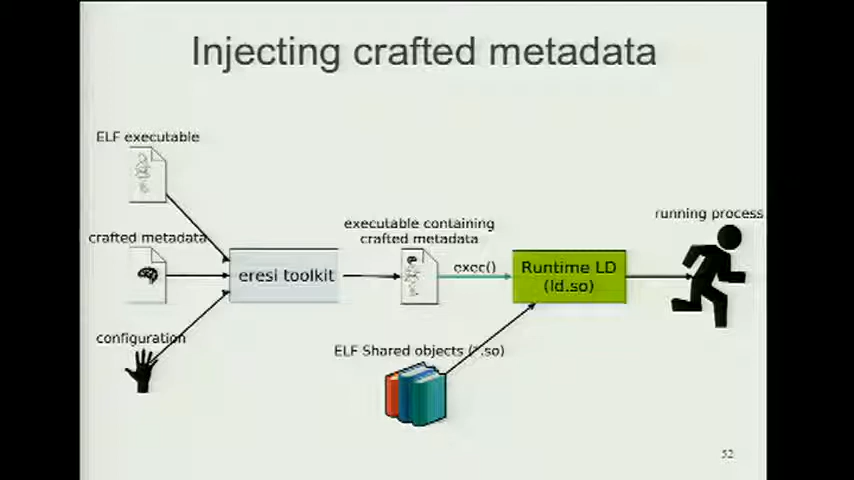 Injecting crafted metadata
ELF executable
crafted metadata
configuration
eresi toolkit
executable containing
crafted metadata
exec()
ELF Shared objects (*.so)
Runtime LD
(ld.so)
running process
52